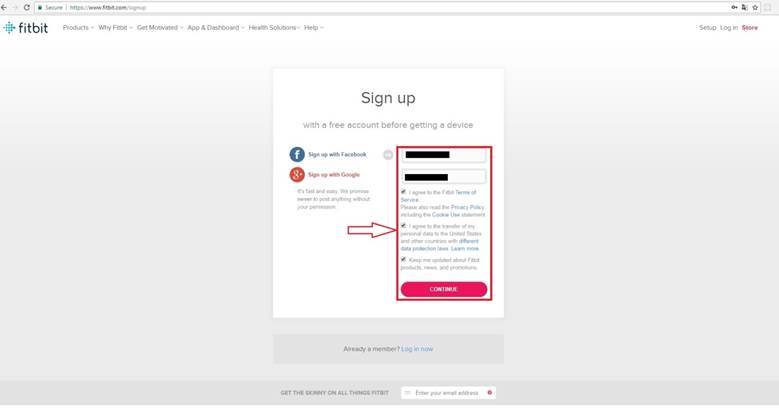 Secure | https://www.fitbit.com/signup
fitbit
Products Why Fitbit Get Motivated App & Dashboard Health Solutions Help Setup Log in Store
Sign up
with a free account before getting a device
Sign up with Facebook
Sign up with Google
It's fast and easy. We promise
never to post anything without
your permission.
I agree to the Fitbit Terms of
Service
Please also read the Privacy Policy,
including the Cookie Use statement
I agree to the transfer of my
personal data to the United States
and other countries with different
data protection laws. Learn more.
Keep me updated about Fitbit
products, news, and promotions.
CONTINUE
Already a member? Log in now
GET THE SKINNY ON ALL THINGS FITBIT Enter your email address